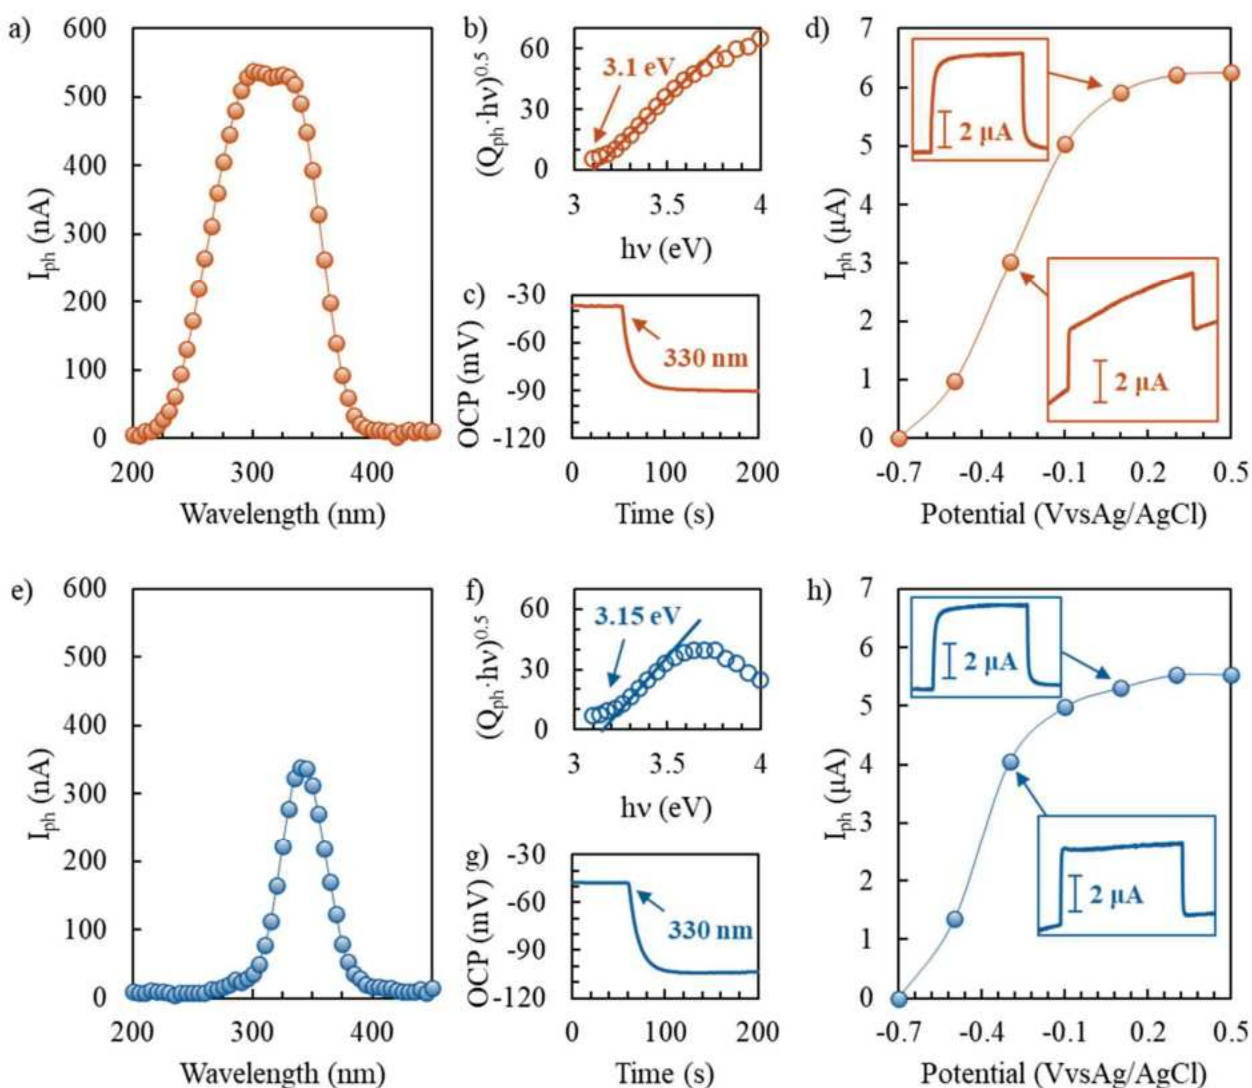 a)
600
500
400
300
200
100
0
I_ph (nA)
200 300 400
Wavelength (nm)
b)
60
30
0
(Q_ph·hν)^0.5
3.1 eV
3 3.5 4
hν (eV)
c)
-30
-60
-90
-120
OCP (mV)
330 nm
0 100 200
Time (s)
d)
7
6
5
4
3
2
1
0
I_ph (μA)
2 μA
2 μA
-0.7 -0.4 -0.1 0.2 0.5
Potential (VvsAg/AgCl)
e)
600
500
400
300
200
100
0
I_ph (nA)
200 300 400
Wavelength (nm)
f)
60
30
0
(Q_ph·hν)^0.5
3.15 eV
3 3.5 4
hν (eV)
g)
-30
-60
-90
-120
OCP (mV)
330 nm
0 100 200
Time (s)
h)
7
6
5
4
3
2
1
0
I_ph (μA)
2 μA
2 μA
-0.7 -0.4 -0.1 0.2 0.5
Potential (VvsAg/AgCl)